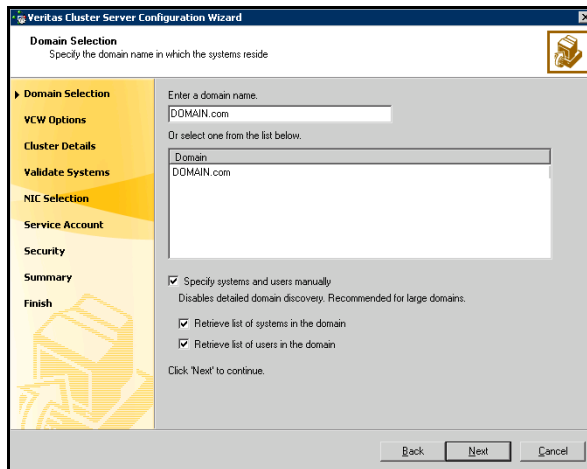 Veritas Cluster Server Configuration Wizard
Domain Selection
Specify the domain name in which the systems reside
Domain Selection
VCW Options
Cluster Details
Validate Systems
NIC Selection
Service Account
Security
Summary
Finish
Enter a domain name.
DOMAIN.com
Or select one from the list below.
Domain
DOMAIN.com
Specify systems and users manually
Disables detailed domain discovery. Recommended for large domains.
Retrieve list of systems in the domain
Retrieve list of users in the domain
Click 'Next' to continue.
Back Next Cancel